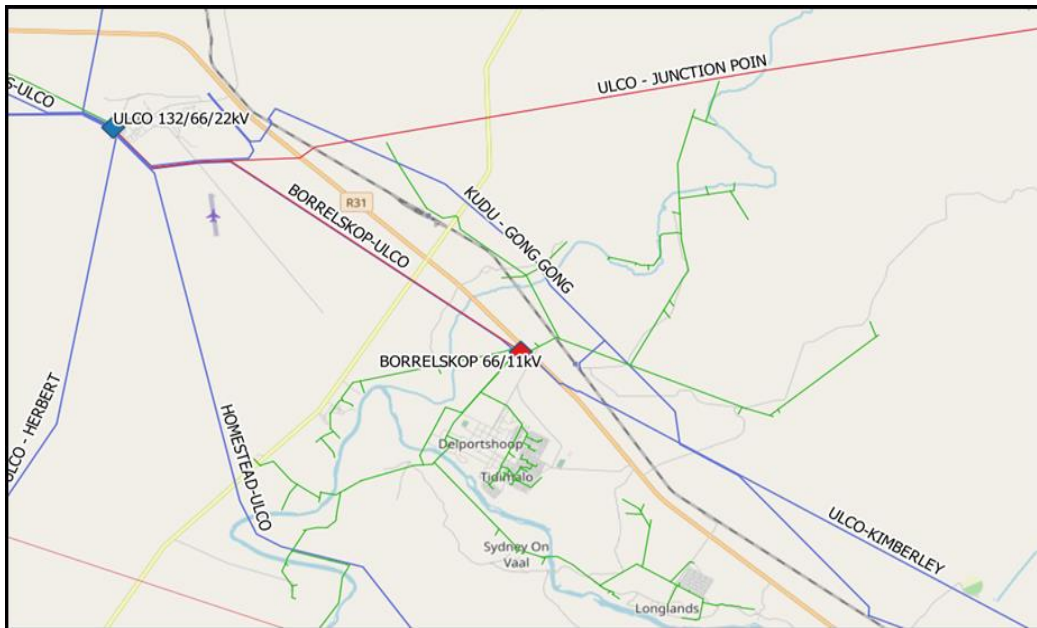 ULCO - JUNCTION POIN
S-ULCO
ULCO 132/66/22kV
R31
KUDU - GONG GONG
BORRELSKOP-ULCO
BORRELSKOP 66/11kV
ULCO - HERBERT
HOMESTEAD-ULCO
Delportshoop
Tidimalo
ULCO-KIMBERLEY
Sydney On
Vaal
Longlands